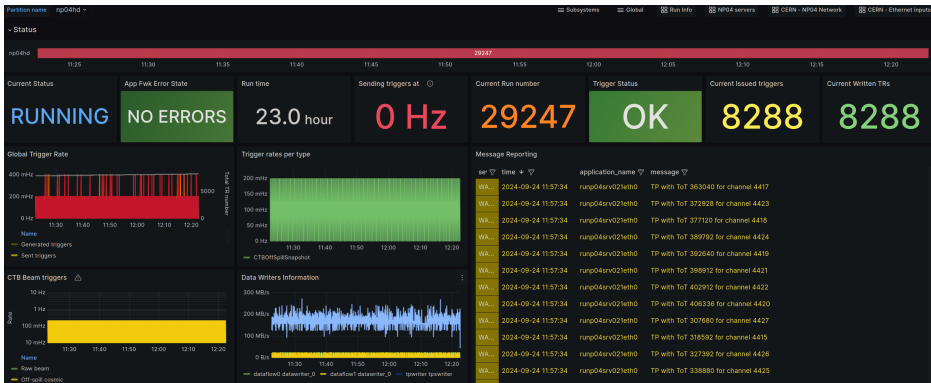 Partition name np04hd
Subsystems Global Run Info NP04 servers CERN - NP04 Network CERN - Ethernet inputs
Status
29247
np04hd
11:25 11:30 11:35 11:40 11:45 11:50 11:55 12:00 12:05 12:10 12:15 12:20
Current Status App Fwk Error State Run time Sending triggers at Current Run number Trigger Status Current Issued triggers Current Written TRs
RUNNING NO ERRORS 23.0 hour 0 Hz 29247 OK 8288 8288
Global Trigger Rate
400 mHz
200 mHz
0 Hz
5000
0
Total TR number
11:30 11:40 11:50 12:00 12:10 12:20
Name
Generated triggers
Sent triggers
Trigger rates per type
200 mHz
150 mHz
100 mHz
50 mHz
0 Hz
11:30 11:40 11:50 12:00 12:10 12:20
CTBOffSpillSnapshot
Message Reporting
time application_name message
WA... 2024-09-24 11:57:34 runp04srv021eth0 TP with ToT 363040 for channel 4417
WA... 2024-09-24 11:57:34 runp04srv021eth0 TP with ToT 372928 for channel 4423
WA... 2024-09-24 11:57:34 runp04srv021eth0 TP with ToT 377120 for channel 4418
WA... 2024-09-24 11:57:34 runp04srv021eth0 TP with ToT 389792 for channel 4424
WA... 2024-09-24 11:57:34 runp04srv021eth0 TP with ToT 392640 for channel 4419
WA... 2024-09-24 11:57:34 runp04srv021eth0 TP with ToT 398912 for channel 4421
WA... 2024-09-24 11:57:34 runp04srv021eth0 TP with ToT 402912 for channel 4422
WA... 2024-09-24 11:57:34 runp04srv021eth0 TP with ToT 406336 for channel 4420
WA... 2024-09-24 11:57:34 runp04srv021eth0 TP with ToT 307680 for channel 4427
WA... 2024-09-24 11:57:34 runp04srv021eth0 TP with ToT 318592 for channel 4415
WA... 2024-09-24 11:57:34 runp04srv021eth0 TP with ToT 327392 for channel 4426
WA... 2024-09-24 11:57:34 runp04srv021eth0 TP with ToT 338880 for channel 4425
CTB Beam triggers
10 Hz
1 Hz
100 mHz
10 mHz
Rate
11:30 11:40 11:50 12:00 12:10 12:20
Name
Raw beam
Off-spill cosmic
Data Writers Information
300 MB/s
200 MB/s
100 MB/s
0 B/s
11:30 11:40 11:50 12:00 12:10 12:20
dataflow0 datawriter_0 dataflow1 datawriter_0 tpwriter tpswriter